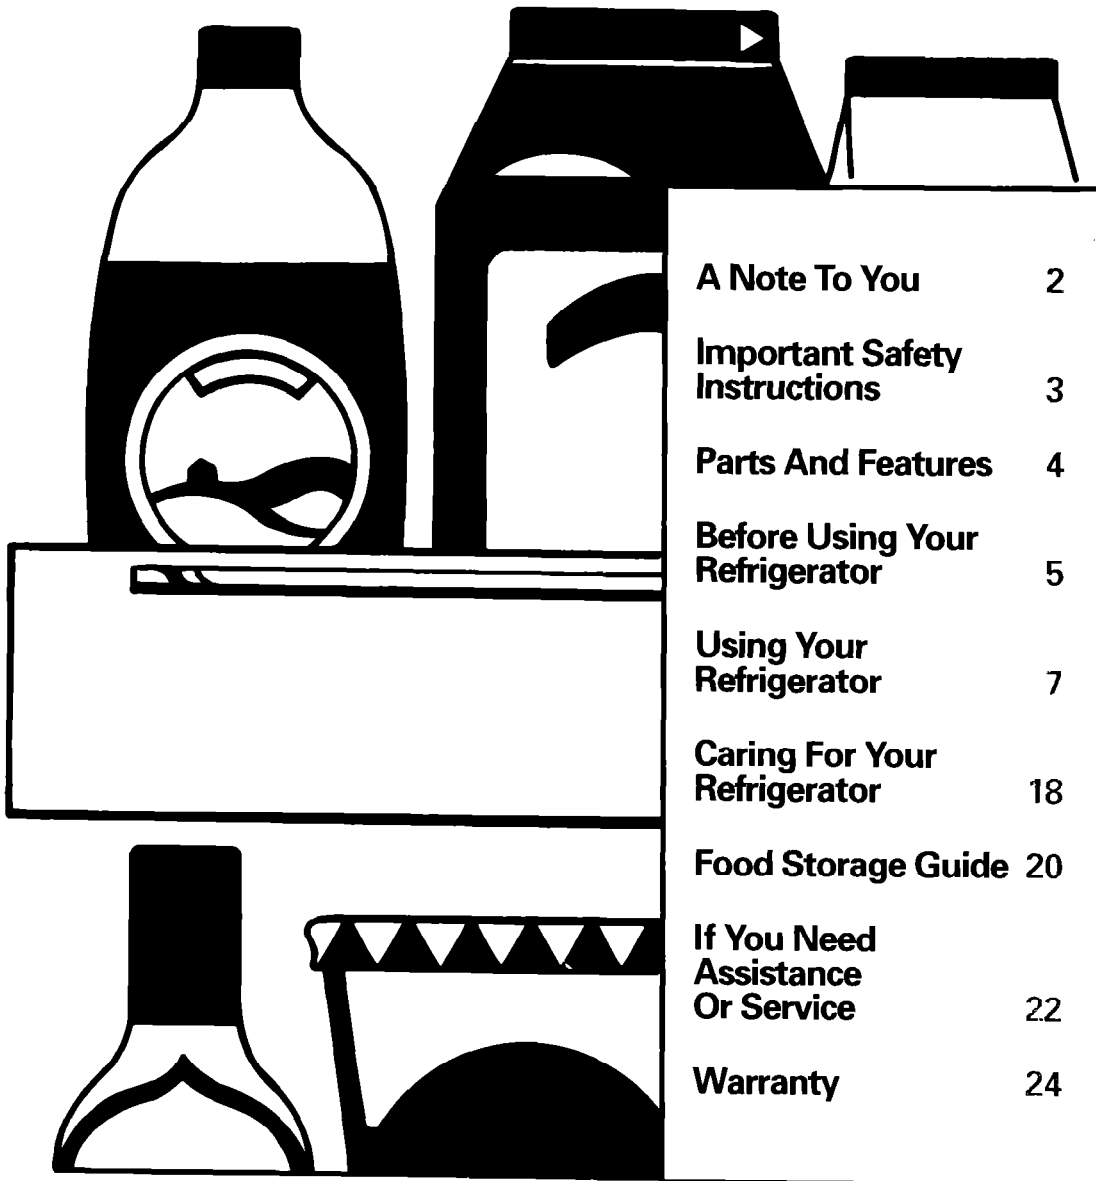 A Note To You 2
Important Safety
Instructions 3
Parts And Features 4
Before Using Your
Refrigerator 5
Using Your
Refrigerator 7
Caring For Your
Refrigerator 18
Food Storage Guide 20
If You Need
Assistance
Or Service 22
Warranty 24